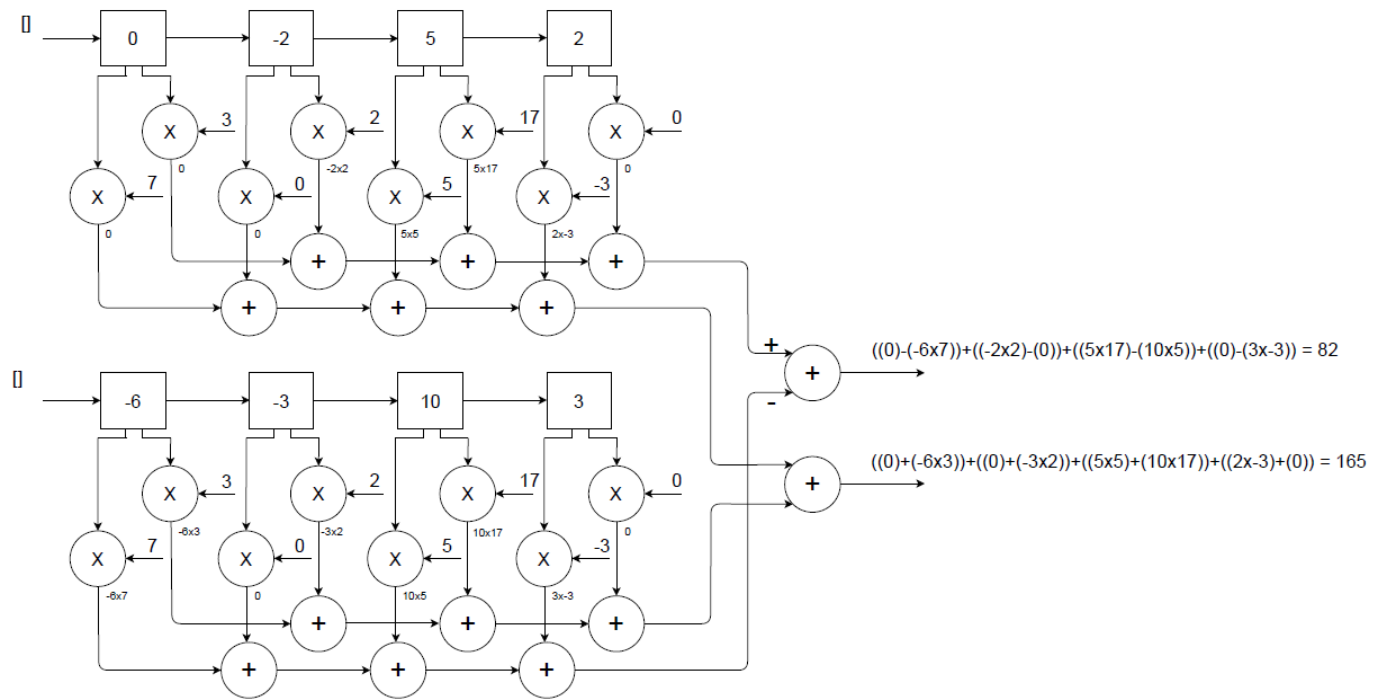 []
0 -2 5 2
3 2 17 0
X X X X
0 -2x2 5x17 0
7 0 5 -3
X X X X
0 0 5x5 2x-3
+ + +
+ + +
+ ((0)-(-6x7))+((-2x2)-(0))+((5x17)-(10x5))+((0)-(3x-3)) = 82
+
-
[]
-6 -3 10 3
((0)+(-6x3))+((0)+(-3x2))+((5x5)+(10x17))+((2x-3)+(0)) = 165
+
3 2 17 0
X X X X
-6x3 -3x2 10x17 0
7 0 5 -3
X X X X
-6x7 0 10x5 3x-3
+ + +
+ + +